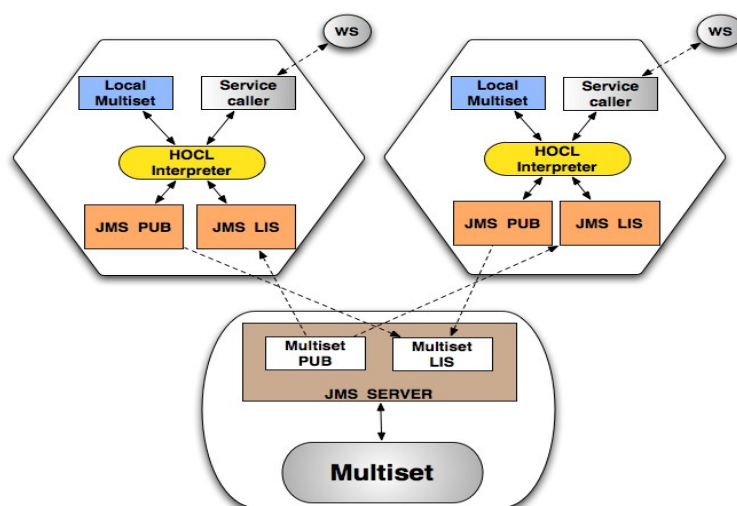 WS
Local
Multiset
Service
caller
HOCL
Interpreter
JMS PUB
JMS LIS
WS
Local
Multiset
Service
caller
HOCL
Interpreter
JMS PUB
JMS LIS
Multiset
PUB
Multiset
LIS
JMS SERVER
Multiset